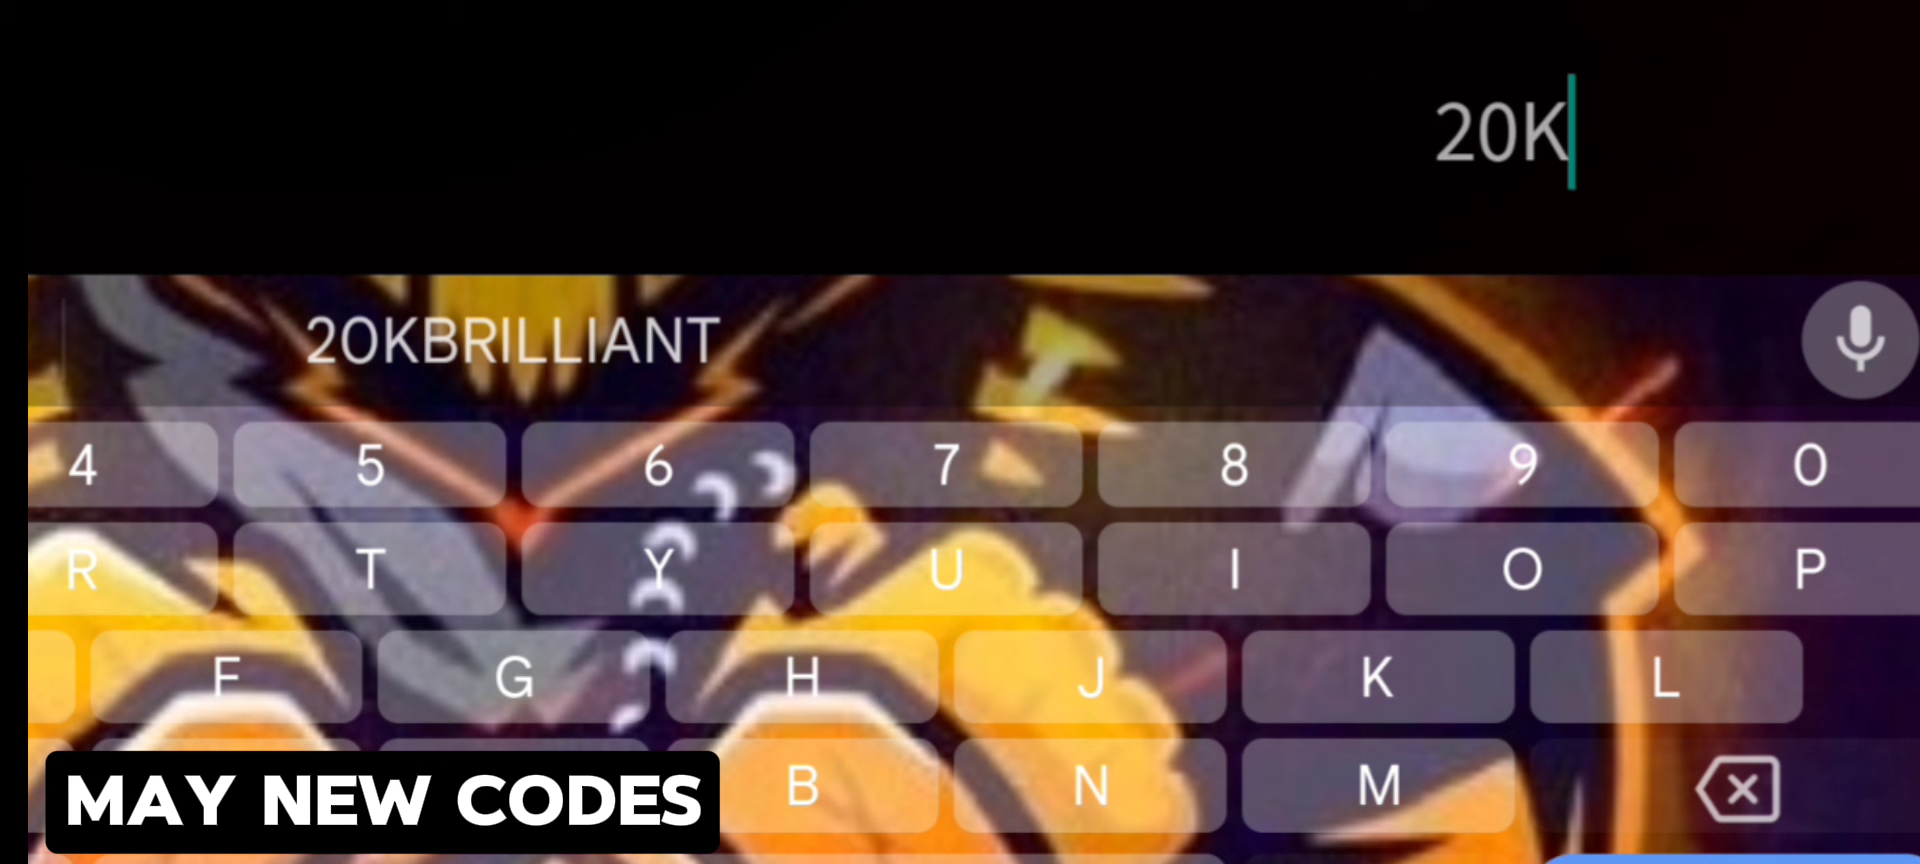 20K
20KBRILLIANT
4 5 6 7 8 9 0
R T Y U I O P
F G H J K L
B N M
MAY NEW CODES